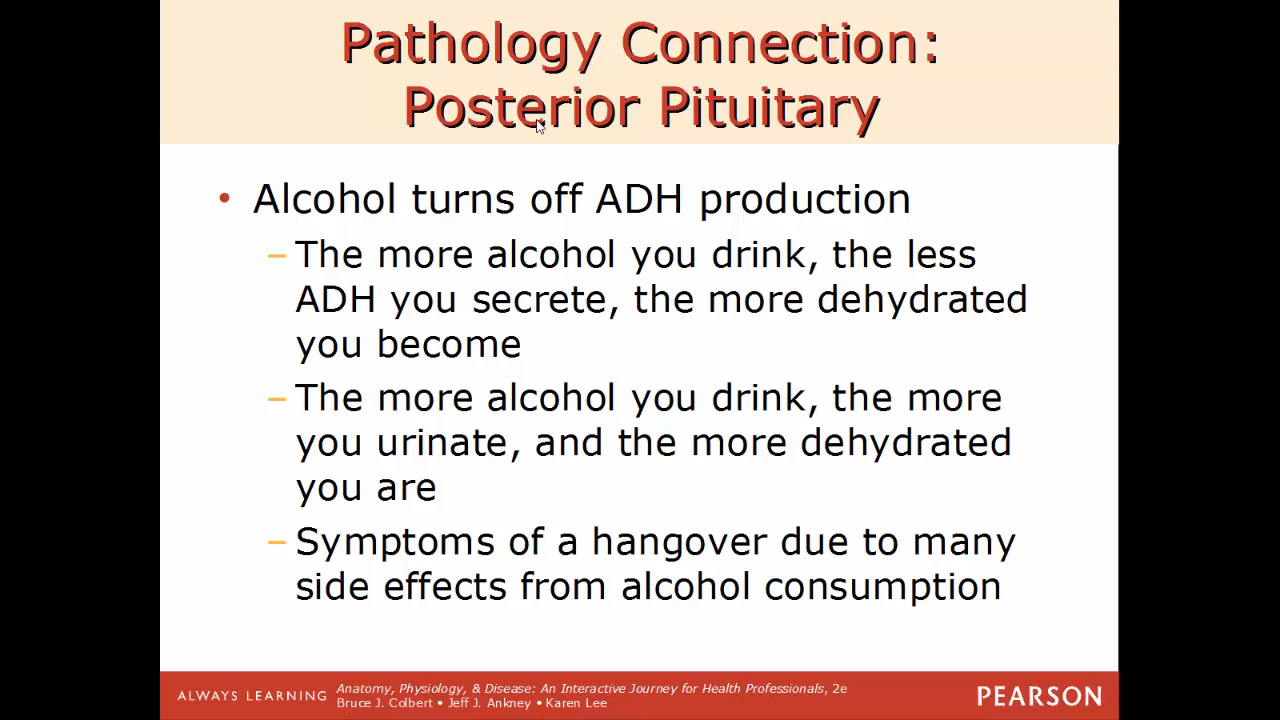 Pathology Connection:
Posterior Pituitary
• Alcohol turns off ADH production
– The more alcohol you drink, the less
ADH you secrete, the more dehydrated
you become
– The more alcohol you drink, the more
you urinate, and the more dehydrated
you are
– Symptoms of a hangover due to many
side effects from alcohol consumption
ALWAYS LEARNING
Anatomy, Physiology, & Disease: An Interactive Journey for Health Professionals, 2e
Bruce J. Colbert • Jeff J. Ankney • Karen Lee
PEARSON